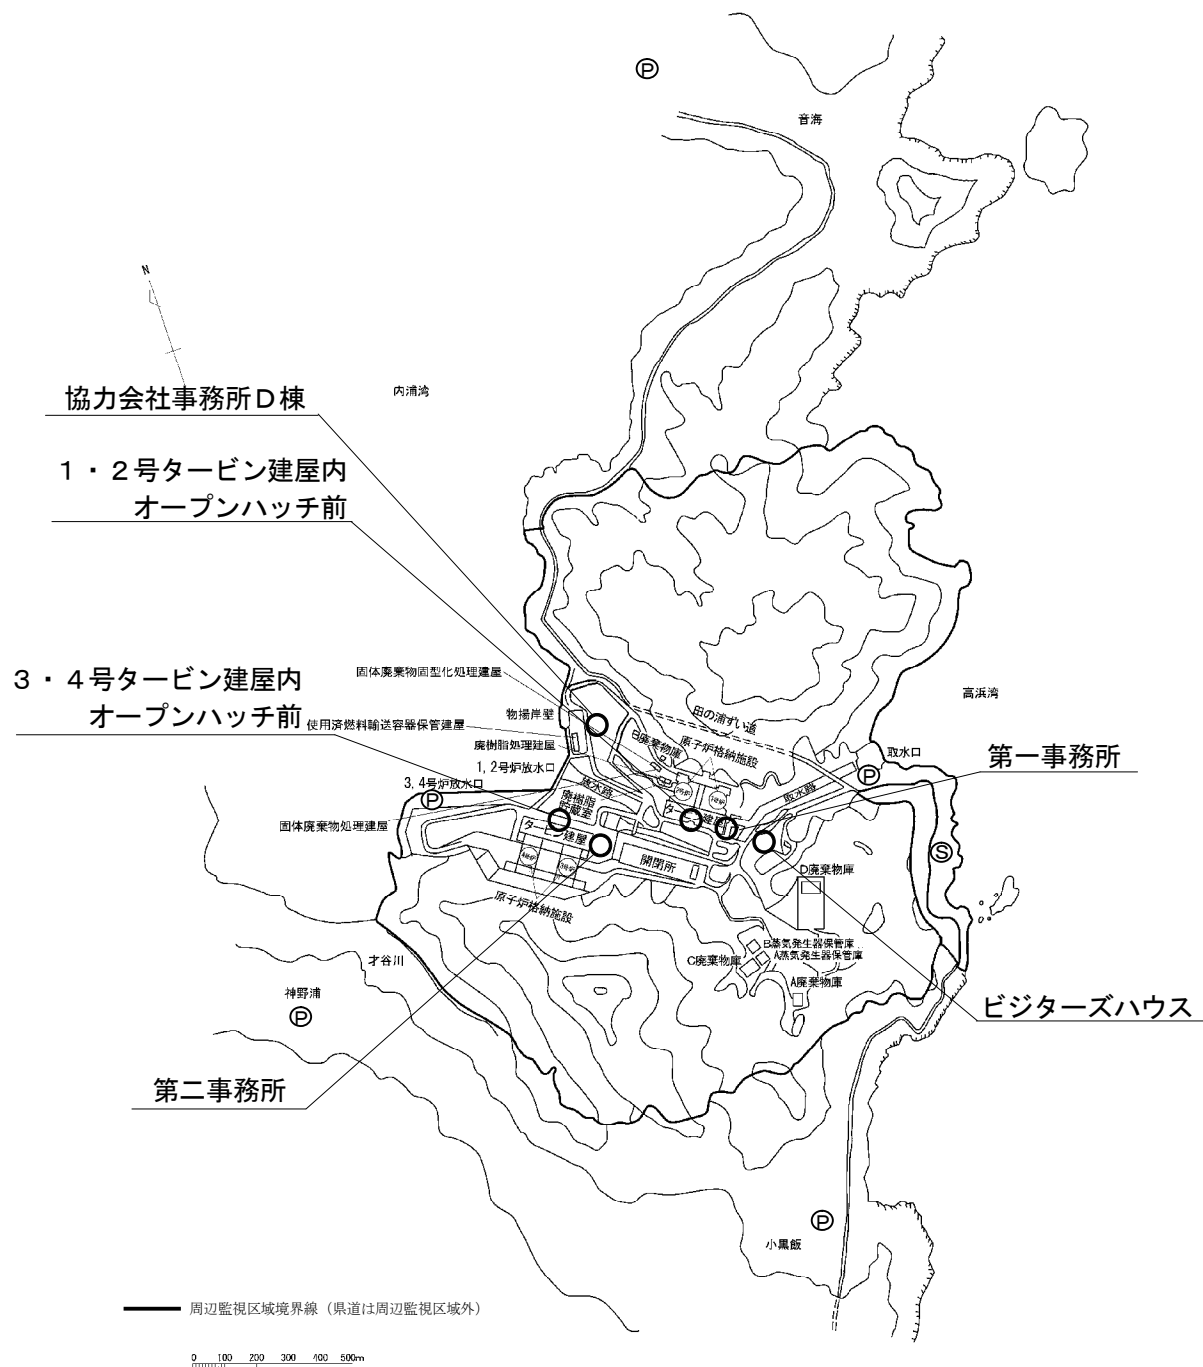 Ⓟ
音海
N
内浦湾
協力会社事務所D棟
1・2号タービン建屋内
オープンハッチ前
3・4号タービン建屋内
オープンハッチ前
固体廃棄物固型化処理建屋
高浜湾
物揚岸壁
使用済燃料輸送容器保管建屋
田の浦ずい道
B廃棄物庫
原子炉格納施設
廃樹脂処理建屋
取水口
第一事務所
1,2号炉放水口
Ⓟ
3,4号炉放水口
Ⓟ
放水路
取水路
廃樹脂
貯蔵室
固体廃棄物処理建屋
タービン建屋
タービン建屋
開閉所
Ⓢ
D廃棄物庫
原子炉格納施設
B蒸気発生器保管庫
A蒸気発生器保管庫
C廃棄物庫
才谷川
A廃棄物庫
神野浦
Ⓟ
ビジターズハウス
第二事務所
Ⓟ
小黒飯
周辺監視区域境界線（県道は周辺監視区域外）
0 100 200 300 400 500m